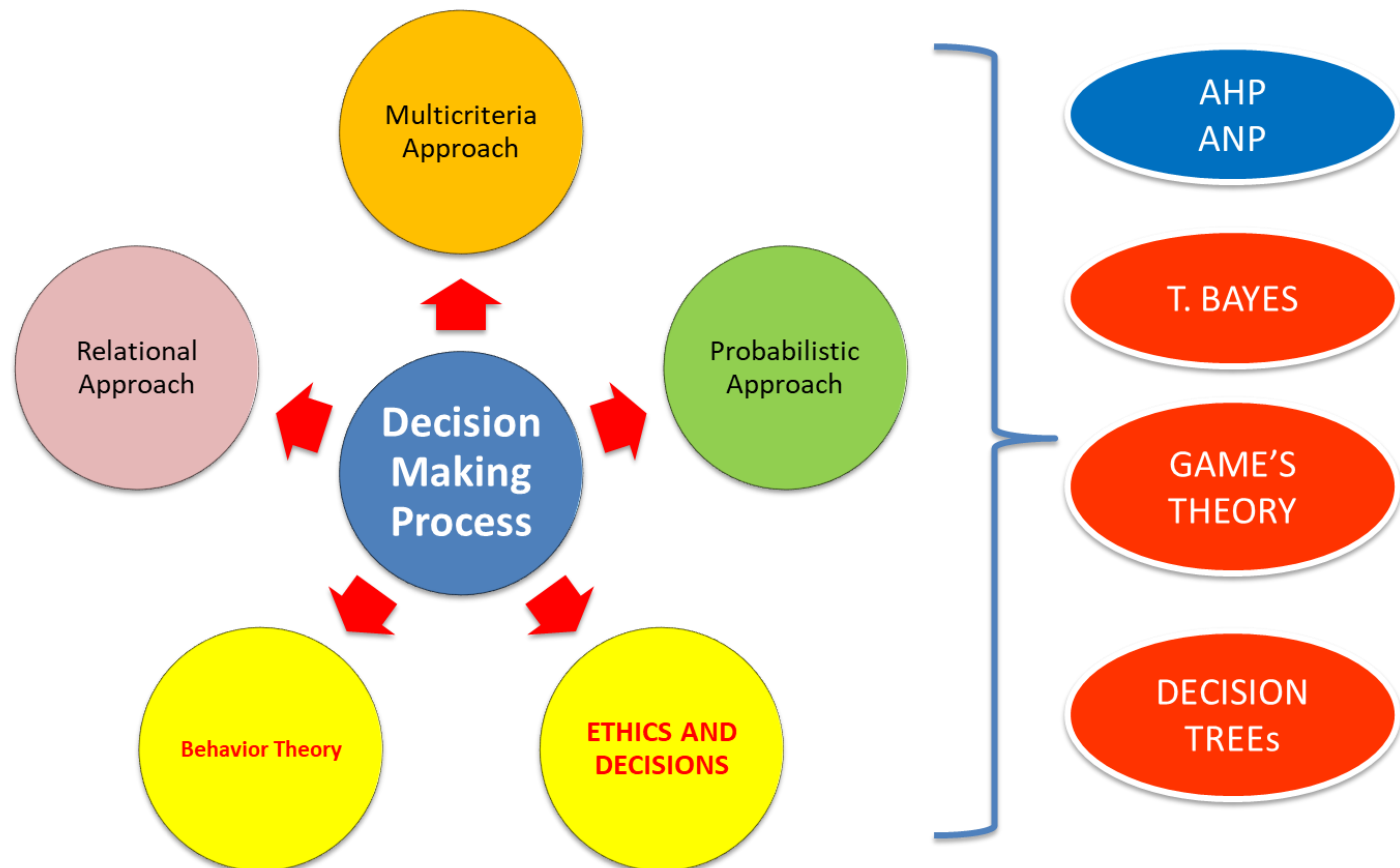 Multicriteria
Approach
Relational
Approach
Probabilistic
Approach
Decision
Making
Process
Behavior Theory
ETHICS AND
DECISIONS
AHP
ANP
T. BAYES
GAME’S
THEORY
DECISION
TREEs